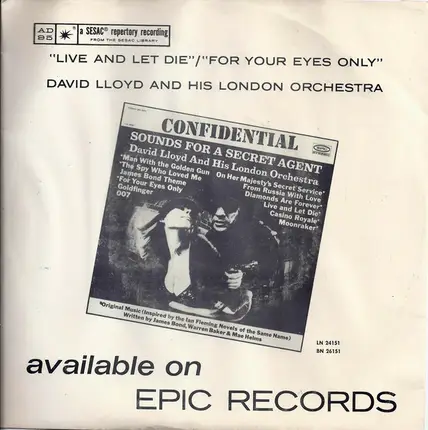 AD 95
a SESAC® repertory recording
FROM THE SESAC LIBRARY
"LIVE AND LET DIE"/"FOR YOUR EYES ONLY"
DAVID LLOYD AND HIS LONDON ORCHESTRA
CONFIDENTIAL
SOUNDS FOR A SECRET AGENT
David Lloyd And His London Orchestra
*Man With the Golden Gun
*The Spy Who Loved Me
James Bond Theme
*For Your Eyes Only
Goldfinger
007
On Her Majesty's Secret Service*
From Russia With Love
Diamonds Are Forever*
Live and Let Die*
Casino Royale*
Moonraker*
*Original Music (Inspired by the Ian Fleming Novels of the Same Name)
Written by James Bond, Warren Baker & Mae Helms
LN 24151
BN 26151
available on
EPIC RECORDS